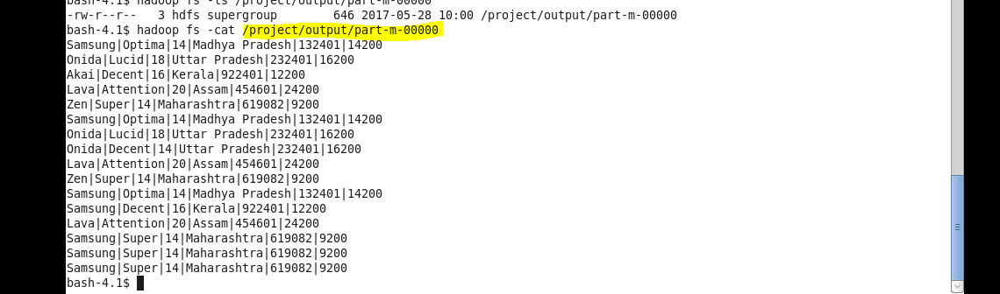 bash-4.1$ hadoop fs -ls /project/output/part-m-00000
-rw-r--r--   3 hdfs supergroup        646 2017-05-28 10:00 /project/output/part-m-00000
bash-4.1$ hadoop fs -cat /project/output/part-m-00000
Samsung|Optima|14|Madhya Pradesh|132401|14200
Onida|Lucid|18|Uttar Pradesh|232401|16200
Akai|Decent|16|Kerala|922401|12200
Lava|Attention|20|Assam|454601|24200
Zen|Super|14|Maharashtra|619082|9200
Samsung|Optima|14|Madhya Pradesh|132401|14200
Onida|Lucid|18|Uttar Pradesh|232401|16200
Onida|Decent|14|Uttar Pradesh|232401|16200
Lava|Attention|20|Assam|454601|24200
Zen|Super|14|Maharashtra|619082|9200
Samsung|Optima|14|Madhya Pradesh|132401|14200
Samsung|Decent|16|Kerala|922401|12200
Lava|Attention|20|Assam|454601|24200
Samsung|Super|14|Maharashtra|619082|9200
Samsung|Super|14|Maharashtra|619082|9200
Samsung|Super|14|Maharashtra|619082|9200
bash-4.1$